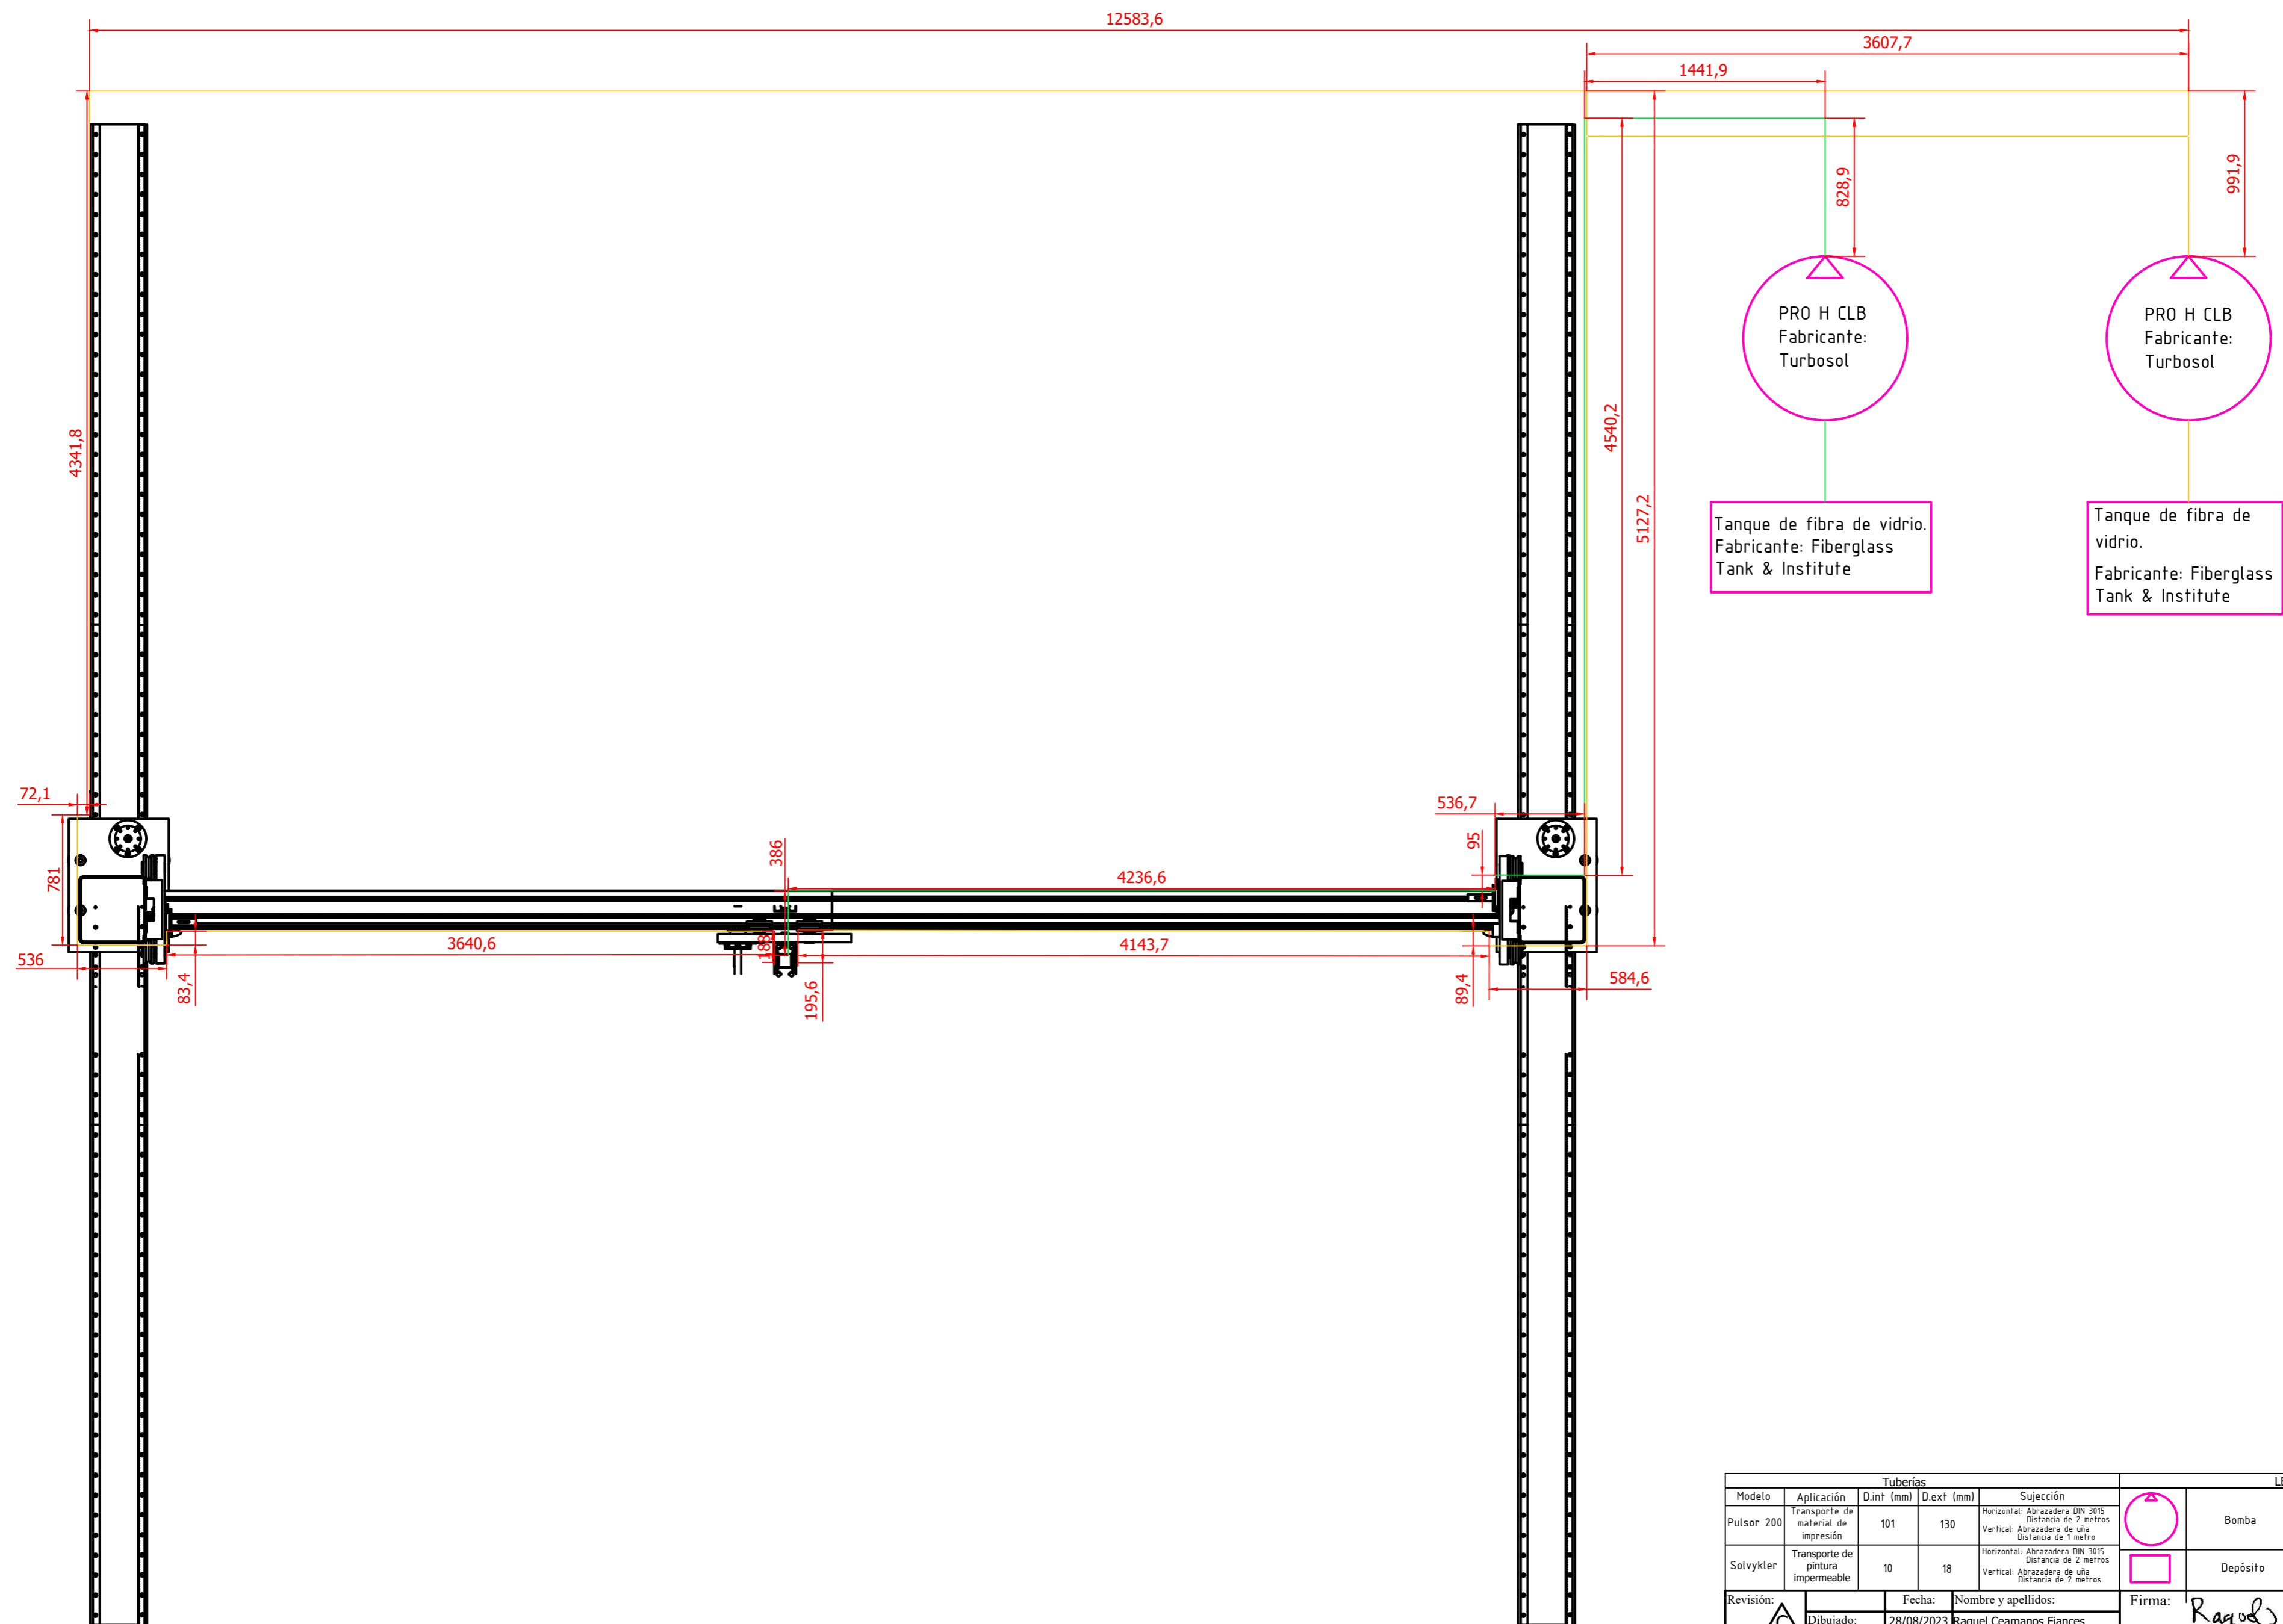 12583,6
3607,7
1441,9
828,9
991,9
4341,8
4540,2
5127,2
PRO H CLB
Fabricante:
Turbosol
PRO H CLB
Fabricante:
Turbosol
Tanque de fibra de vidrio.
Fabricante: Fiberglass
Tank & Institute
Tanque de fibra de
vidrio.
Fabricante: Fiberglass
Tank & Institute
72,1
781
536
83,4
3640,6
386
195,6
4236,6
4143,7
536,7
95
89,4
584,6
Tuberías
Modelo Aplicación D.int (mm) D.ext (mm) Sujección
Pulsor 200 Transporte de material de impresión 101 130
Horizontal: Abrazadera DIN 3015
Distancia de 2 metros
Vertical: Abrazadera de uña
Distancia de 1 metro
Bomba
Solvykler Transporte de pintura impermeable 10 18
Horizontal: Abrazadera DIN 3015
Distancia de 2 metros
Vertical: Abrazadera de uña
Distancia de 2 metros
Depósito
Revisión: Fecha: Nombre y apellidos: Firma:
Dibujado: 28/08/2023 Raquel Ceamanos Fiances